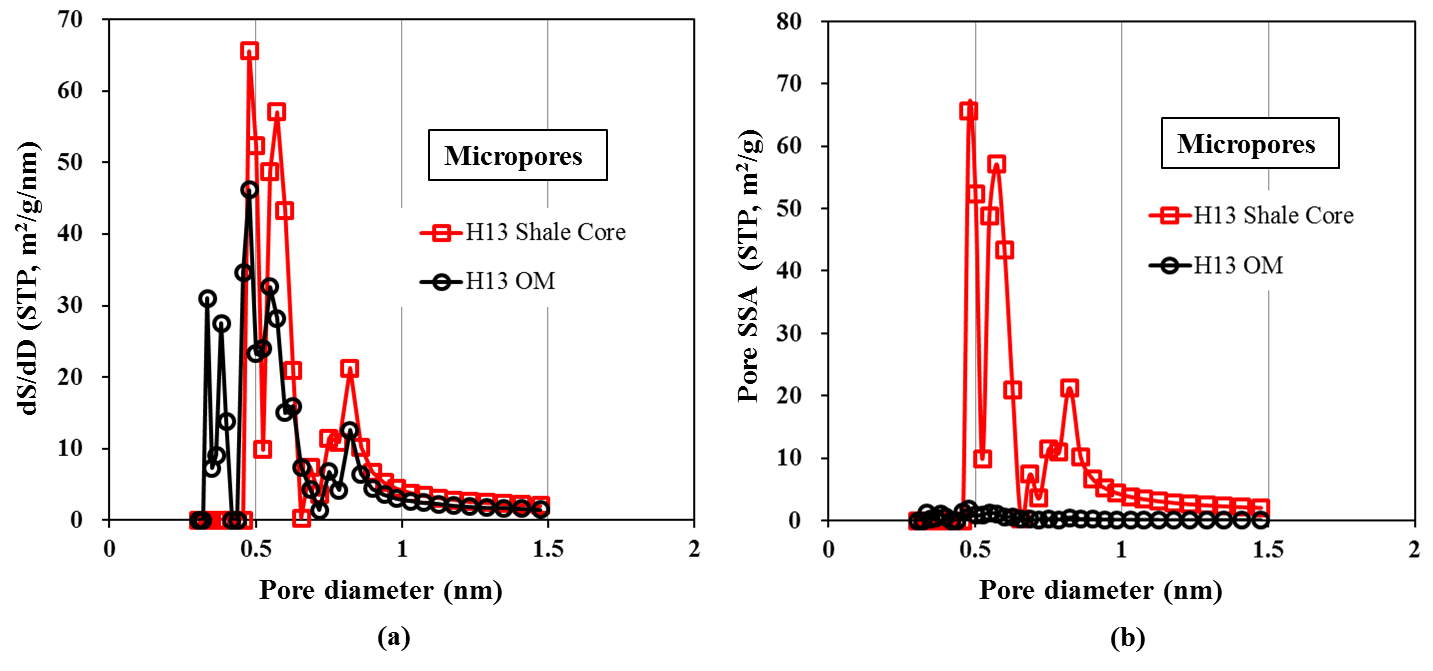 70
60
50
40
30
20
10
0
dS/dD (STP, m²/g/nm)
Micropores
H13 Shale Core
H13 OM
0 0.5 1 1.5 2
Pore diameter (nm)
(a)
80
70
60
50
40
30
20
10
0
Pore SSA (STP, m²/g)
Micropores
H13 Shale Core
H13 OM
0 0.5 1 1.5 2
Pore diameter (nm)
(b)